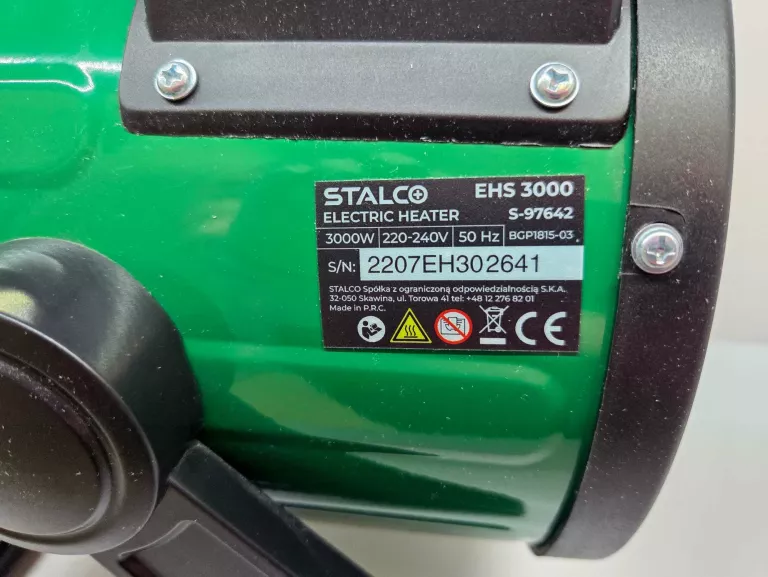 STALCO EHS 3000
ELECTRIC HEATER S-97642
3000W 220-240V 50 Hz BGP1815-03
S/N: 2207EH302641
STALCO Spółka z ograniczoną odpowiedzialnością S.K.A.
32-050 Skawina, ul. Torowa 41 tel: +48 12 276 82 01
Made in P.R.C.
CE